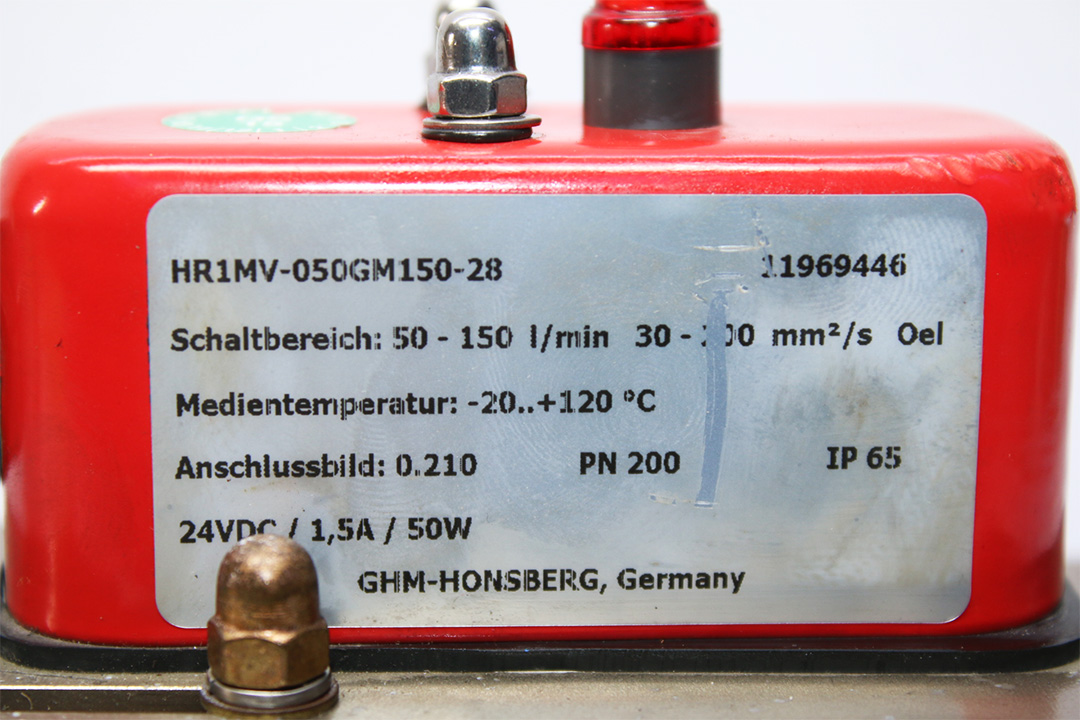 HR1MV-050GM150-28 11969446
Schaltbereich: 50 - 150 l/min 30 - mm²/s Oel
Medientemperatur: -20..+120 °C
Anschlussbild: 0.210 PN 200 IP 65
24VDC / 1,5A / 50W
GHM-HONSBERG, Germany